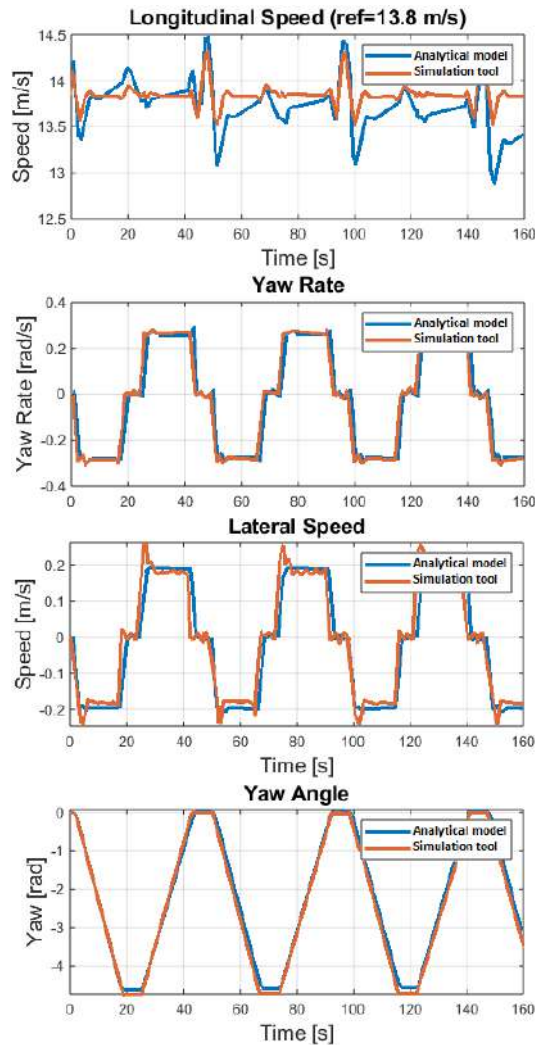 Longitudinal Speed (ref=13.8 m/s)
14.5
14
13.5
13
12.5
Speed [m/s]
Analytical model
Simulation tool
0 20 40 60 80 100 120 140 160
Time [s]
Yaw Rate
0.4
0.2
0
-0.2
-0.4
Yaw Rate [rad/s]
Analytical model
Simulation tool
0 20 40 60 80 100 120 140 160
Time [s]
Lateral Speed
0.2
0.1
0
-0.1
-0.2
Speed [m/s]
Analytical model
Simulation tool
0 20 40 60 80 100 120 140 160
Time [s]
Yaw Angle
0
-1
-2
-3
-4
Yaw [rad]
Analytical model
Simulation tool
0 20 40 60 80 100 120 140 160
Time [s]